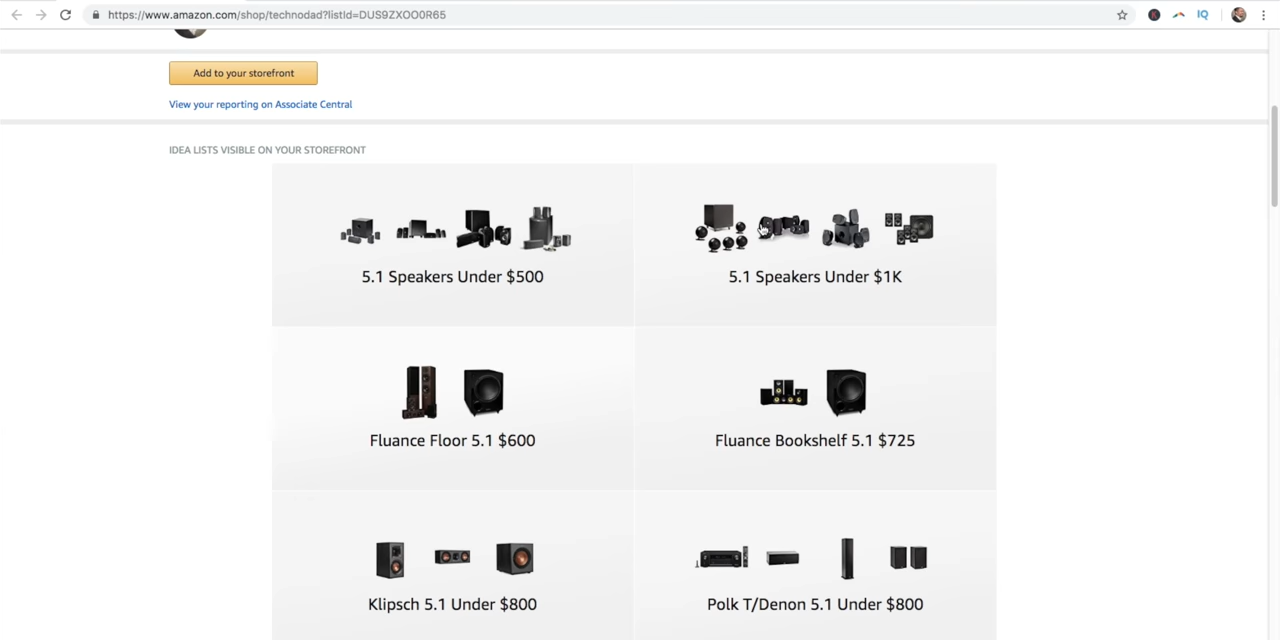 https://www.amazon.com/shop/technodad?listId=DUS9ZXOO0R65
IQ
Add to your storefront
View your reporting on Associate Central
IDEA LISTS VISIBLE ON YOUR STOREFRONT
5.1 Speakers Under $500
5.1 Speakers Under $1K
Fluance Floor 5.1 $600
Fluance Bookshelf 5.1 $725
Klipsch 5.1 Under $800
Polk T/Denon 5.1 Under $800